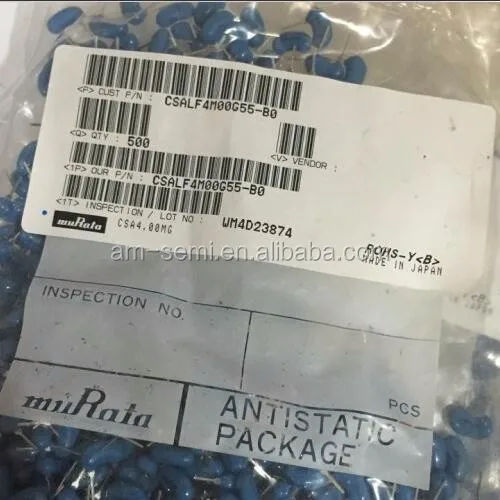 <P> CUST P/N : CSALF4M00G55-B0
<Q> QTY : 500
<V> VENDOR :
<1P> OUR P/N : CSALF4M00G55-B0
<1T> INSPECTION / LOT NO : WM4D23874
muRata CSA4.00MG
ROHS-Y<B>
MADE IN JAPAN
am-semi.en.alibaba.com
INSPECTION NO.
PCS
muRata
ANTISTATIC
PACKAGE